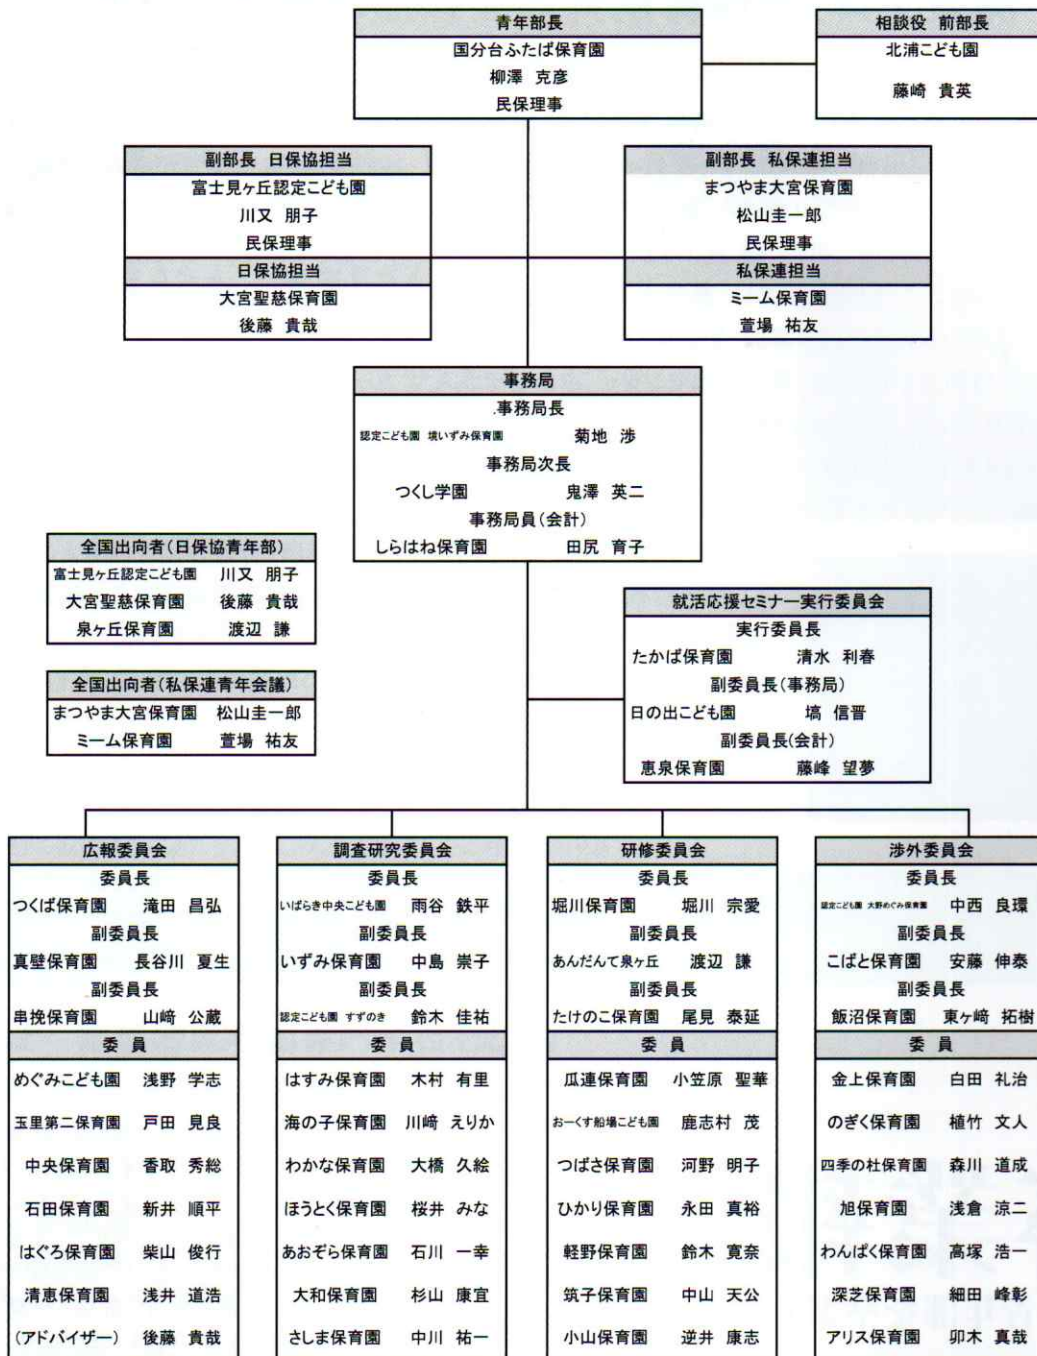 青年部長
国分台ふたば保育園
柳澤 克彦
民保理事
相談役 前部長
北浦こども園
藤崎 貴英
副部長 日保協担当
富士見ヶ丘認定こども園
川又 朋子
民保理事
日保協担当
大宮聖慈保育園
後藤 貴哉
副部長 私保連担当
まつやま大宮保育園
松山圭一郎
民保理事
私保連担当
ミーム保育園
萱場 祐友
事務局
事務局長
認定こども園 境いずみ保育園 菊地 渉
事務局次長
つくし学園 鬼澤 英二
事務局員(会計)
しらはね保育園 田尻 育子
全国出向者(日保協青年部)
富士見ヶ丘認定こども園 川又 朋子
大宮聖慈保育園 後藤 貴哉
泉ヶ丘保育園 渡辺 謙
全国出向者(私保連青年会議)
まつやま大宮保育園 松山圭一郎
ミーム保育園 萱場 祐友
就活応援セミナー実行委員会
実行委員長
たかば保育園 清水 利春
副委員長(事務局)
日の出こども園 塙 信晋
副委員長(会計)
恵泉保育園 藤峰 望夢
広報委員会
委員長
つくば保育園 滝田 昌弘
副委員長
真壁保育園 長谷川 夏生
副委員長
串挽保育園 山﨑 公蔵
委 員
めぐみこども園 浅野 学志
玉里第二保育園 戸田 見良
中央保育園 香取 秀総
石田保育園 新井 順平
はぐろ保育園 柴山 俊行
清恵保育園 浅井 道浩
(アドバイザー) 後藤 貴哉
調査研究委員会
委員長
いばらき中央こども園 雨谷 鉄平
副委員長
いずみ保育園 中島 崇子
副委員長
認定こども園 すずのき 鈴木 佳祐
委 員
はすみ保育園 木村 有里
海の子保育園 川﨑 えりか
わかな保育園 大橋 久絵
ほうとく保育園 桜井 みな
あおぞら保育園 石川 一幸
大和保育園 杉山 康宜
さしま保育園 中川 祐一
研修委員会
委員長
堀川保育園 堀川 宗愛
副委員長
あんだんて泉ヶ丘 渡辺 謙
副委員長
たけのこ保育園 尾見 泰延
委 員
瓜連保育園 小笠原 聖華
おーくす船場こども園 鹿志村 茂
つばさ保育園 河野 明子
ひかり保育園 永田 真裕
軽野保育園 鈴木 寛奈
筑子保育園 中山 天公
小山保育園 逆井 康志
渉外委員会
委員長
認定こども園 大野めぐみ保育園 中西 良環
副委員長
こばと保育園 安藤 伸泰
副委員長
飯沼保育園 東ヶ﨑 拓樹
委 員
金上保育園 白田 礼治
のぎく保育園 植竹 文人
四季の杜保育園 森川 道成
旭保育園 浅倉 涼二
わんぱく保育園 高塚 浩一
深芝保育園 細田 峰彰
アリス保育園 卯木 真哉